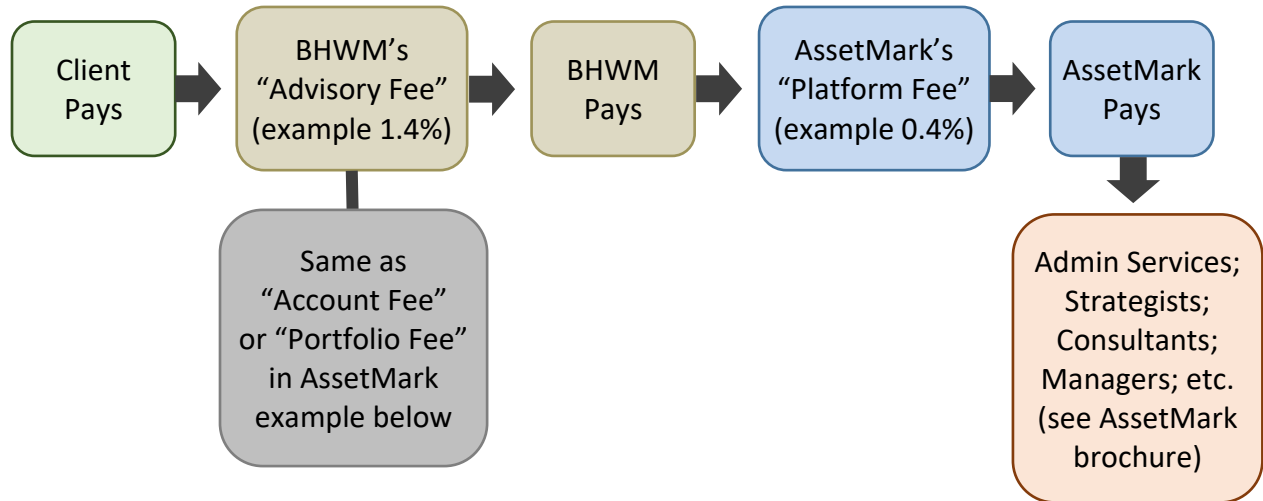 Client
Pays
BHWM’s
“Advisory Fee”
(example 1.4%)
BHWM
Pays
AssetMark’s
“Platform Fee”
(example 0.4%)
AssetMark
Pays
Same as
“Account Fee”
or “Portfolio Fee”
in AssetMark
example below
Admin Services;
Strategists;
Consultants;
Managers; etc.
(see AssetMark
brochure)